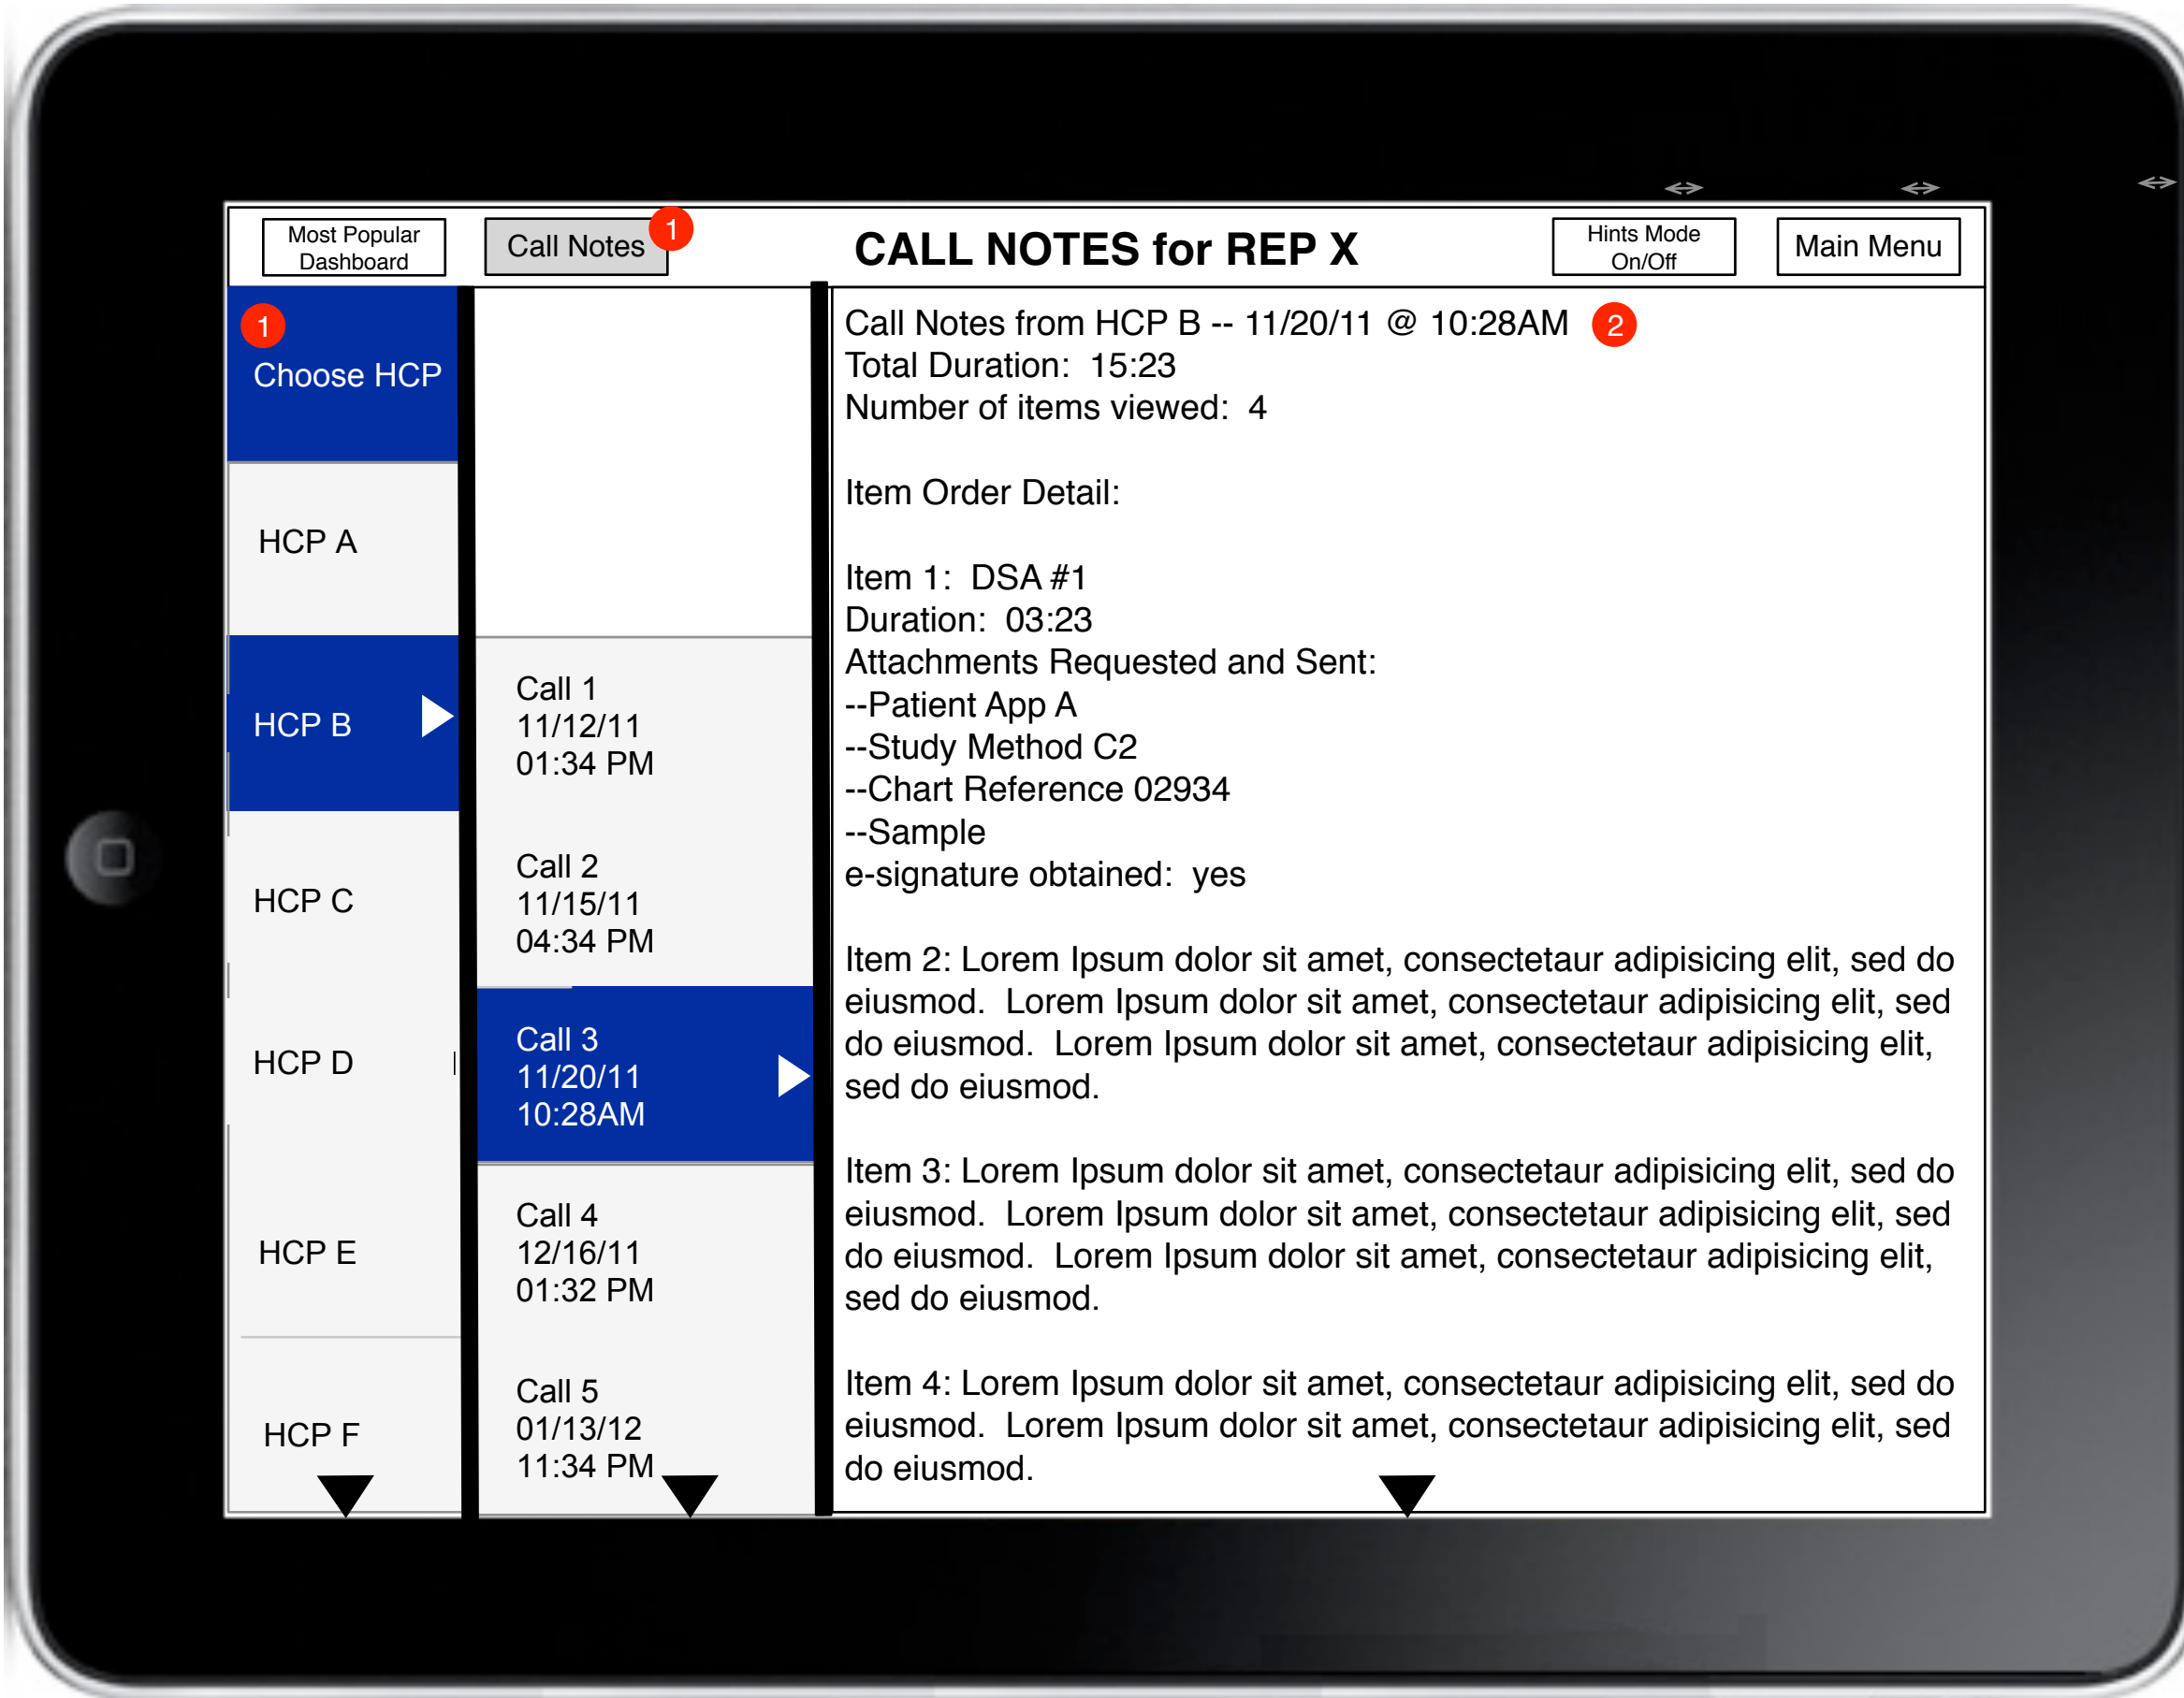 Most Popular
Dashboard
Call Notes
1
CALL NOTES for REP X
Hints Mode
On/Off
Main Menu
1
Choose HCP
HCP A
HCP B
HCP C
HCP D
HCP E
HCP F
Call 1
11/12/11
01:34 PM
Call 2
11/15/11
04:34 PM
Call 3
11/20/11
10:28AM
Call 4
12/16/11
01:32 PM
Call 5
01/13/12
11:34 PM
Call Notes from HCP B -- 11/20/11 @ 10:28AM 2
Total Duration: 15:23
Number of items viewed: 4
Item Order Detail:
Item 1: DSA #1
Duration: 03:23
Attachments Requested and Sent:
--Patient App A
--Study Method C2
--Chart Reference 02934
--Sample
e-signature obtained: yes
Item 2: Lorem Ipsum dolor sit amet, consectetaur adipisicing elit, sed do
eiusmod. Lorem Ipsum dolor sit amet, consectetaur adipisicing elit, sed
do eiusmod. Lorem Ipsum dolor sit amet, consectetaur adipisicing elit,
sed do eiusmod.
Item 3: Lorem Ipsum dolor sit amet, consectetaur adipisicing elit, sed do
eiusmod. Lorem Ipsum dolor sit amet, consectetaur adipisicing elit, sed
do eiusmod. Lorem Ipsum dolor sit amet, consectetaur adipisicing elit,
sed do eiusmod.
Item 4: Lorem Ipsum dolor sit amet, consectetaur adipisicing elit, sed do
eiusmod. Lorem Ipsum dolor sit amet, consectetaur adipisicing elit, sed
do eiusmod.